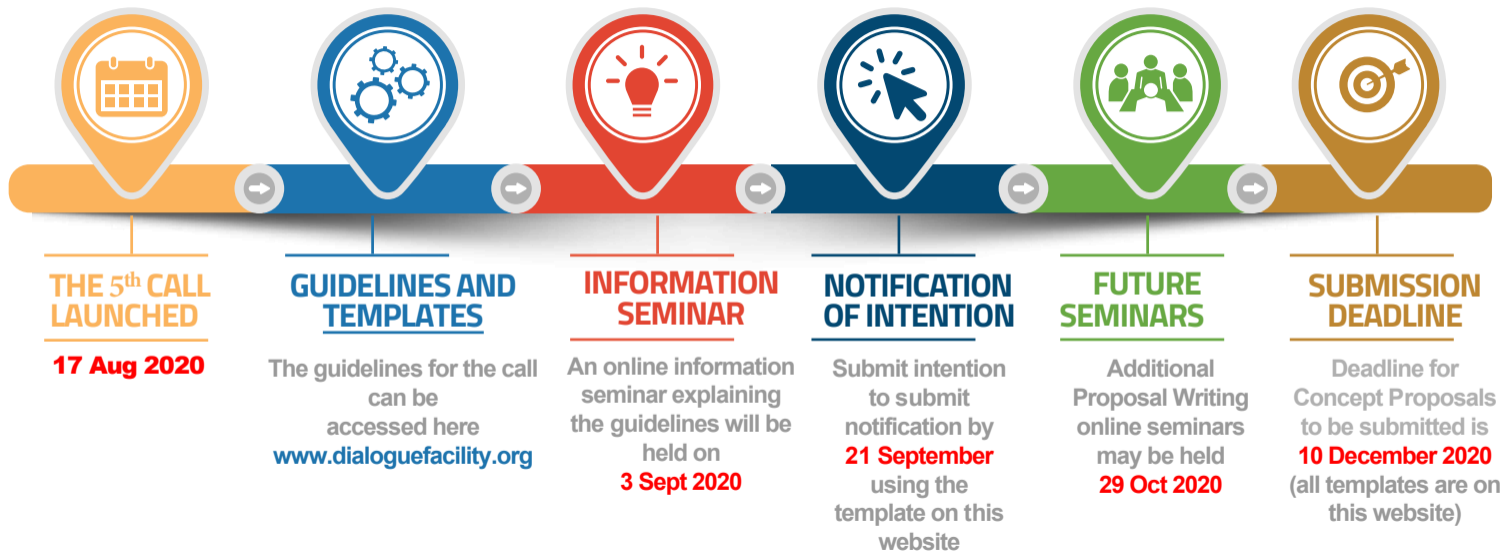 THE 5th CALL
LAUNCHED
17 Aug 2020
GUIDELINES AND
TEMPLATES
The guidelines for the call
can be
accessed here
www.dialoguefacility.org
INFORMATION
SEMINAR
An online information
seminar explaining
the guidelines will be
held on
3 Sept 2020
NOTIFICATION
OF INTENTION
Submit intention
to submit
notification by
21 September
using the
template on this
website
FUTURE
SEMINARS
Additional
Proposal Writing
online seminars
may be held
29 Oct 2020
SUBMISSION
DEADLINE
Deadline for
Concept Proposals
to be submitted is
10 December 2020
(all templates are on
this website)